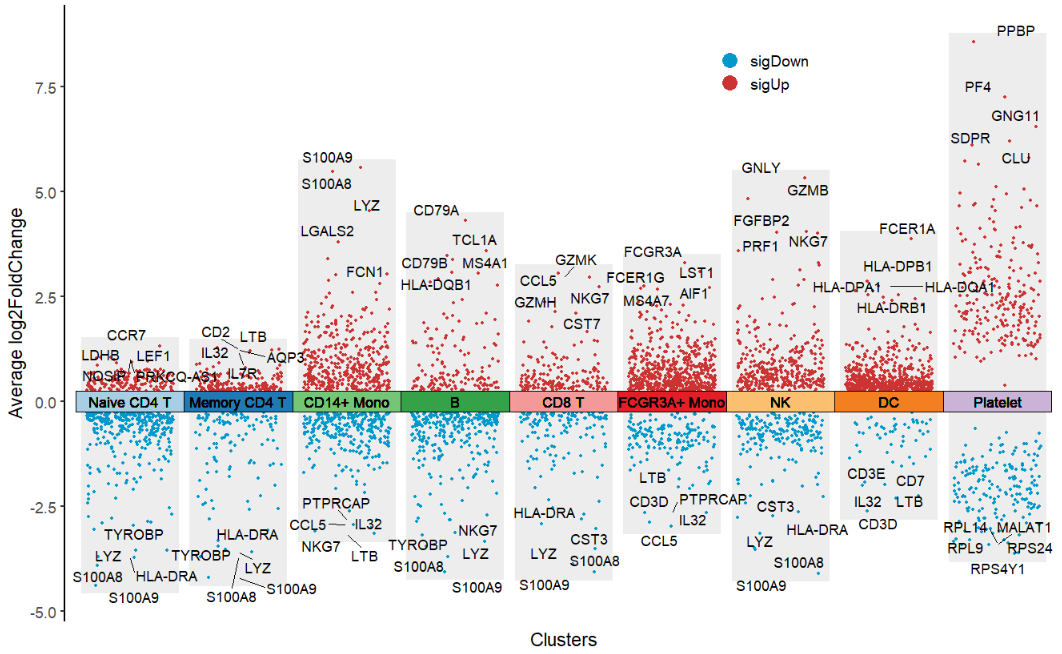 PPBP
sigDown
sigUp
7.5
PF4
GNG11
SDPR
CLU
S100A9
S100A8
GNLY
GZMB
5.0
LYZ
CD79A
LGALS2
TCL1A
FGFBP2
NKG7
PRF1
FCER1A
CD79B
MS4A1
FCN1
HLA-DQB1
GZMK
CCL5
GZMH
NKG7
CST7
FCGR3A
FCER1G
LST1
MS4A7
AIF1
HLA-DPB1
HLA-DPA1
HLA-DQA1
HLA-DRB1
2.5
CCR7
LDHB
LEF1
NOSIP
PRKCQ-AS1
CD2
LTB
IL32
AQP3
IL7R
0.0
Naive CD4 T
Memory CD4 T
CD14+ Mono
B
CD8 T
FCGR3A+ Mono
NK
DC
Platelet
Average log2FoldChange
-2.5
TYROBP
LYZ
S100A8
HLA-DRA
S100A9
HLA-DRA
TYROBP
LYZ
S100A9
S100A8
PTPRCAP
CCL5
IL32
NKG7
LTB
NKG7
TYROBP
LYZ
S100A8
S100A9
HLA-DRA
CST3
LYZ
S100A8
S100A9
LTB
CD3D
PTPRCAP
IL32
CCL5
CST3
HLA-DRA
LYZ
S100A8
S100A9
CD3E
CD7
IL32
LTB
CD3D
RPL14
MALAT1
RPL9
RPS24
RPS4Y1
-5.0
Clusters